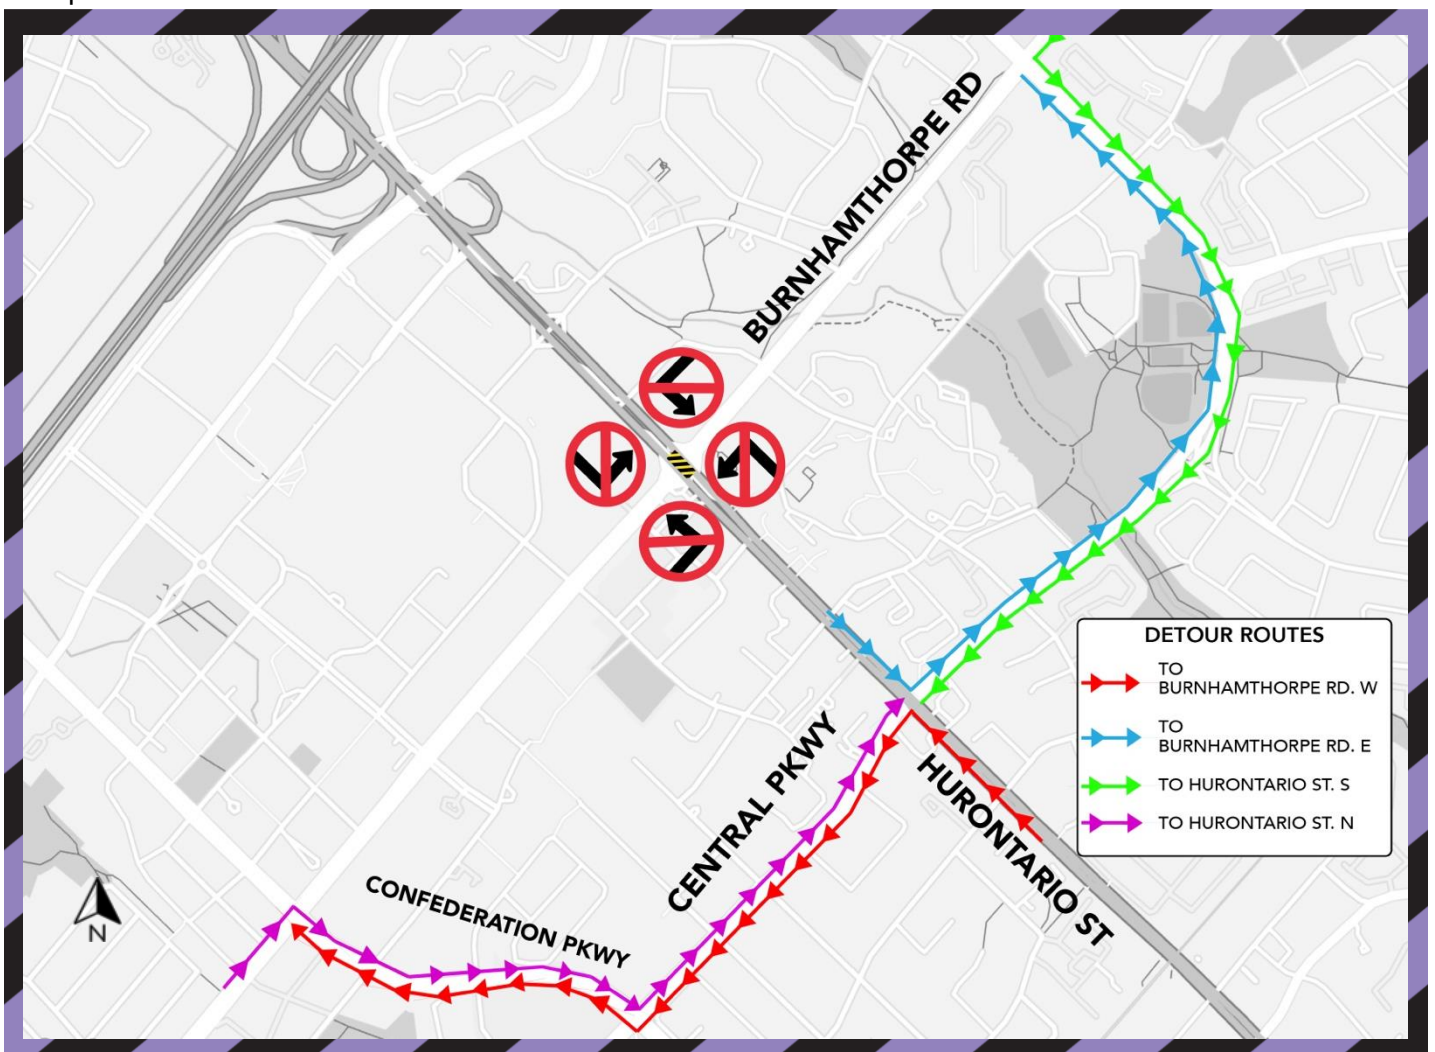 BURNHAMTHORPE RD
DETOUR ROUTES
TO
BURNHAMTHORPE RD. W
TO
BURNHAMTHORPE RD. E
TO HURONTARIO ST. S
TO HURONTARIO ST. N
CENTRAL PKWY
HURONTARIO ST
CONFEDERATION PKWY
N